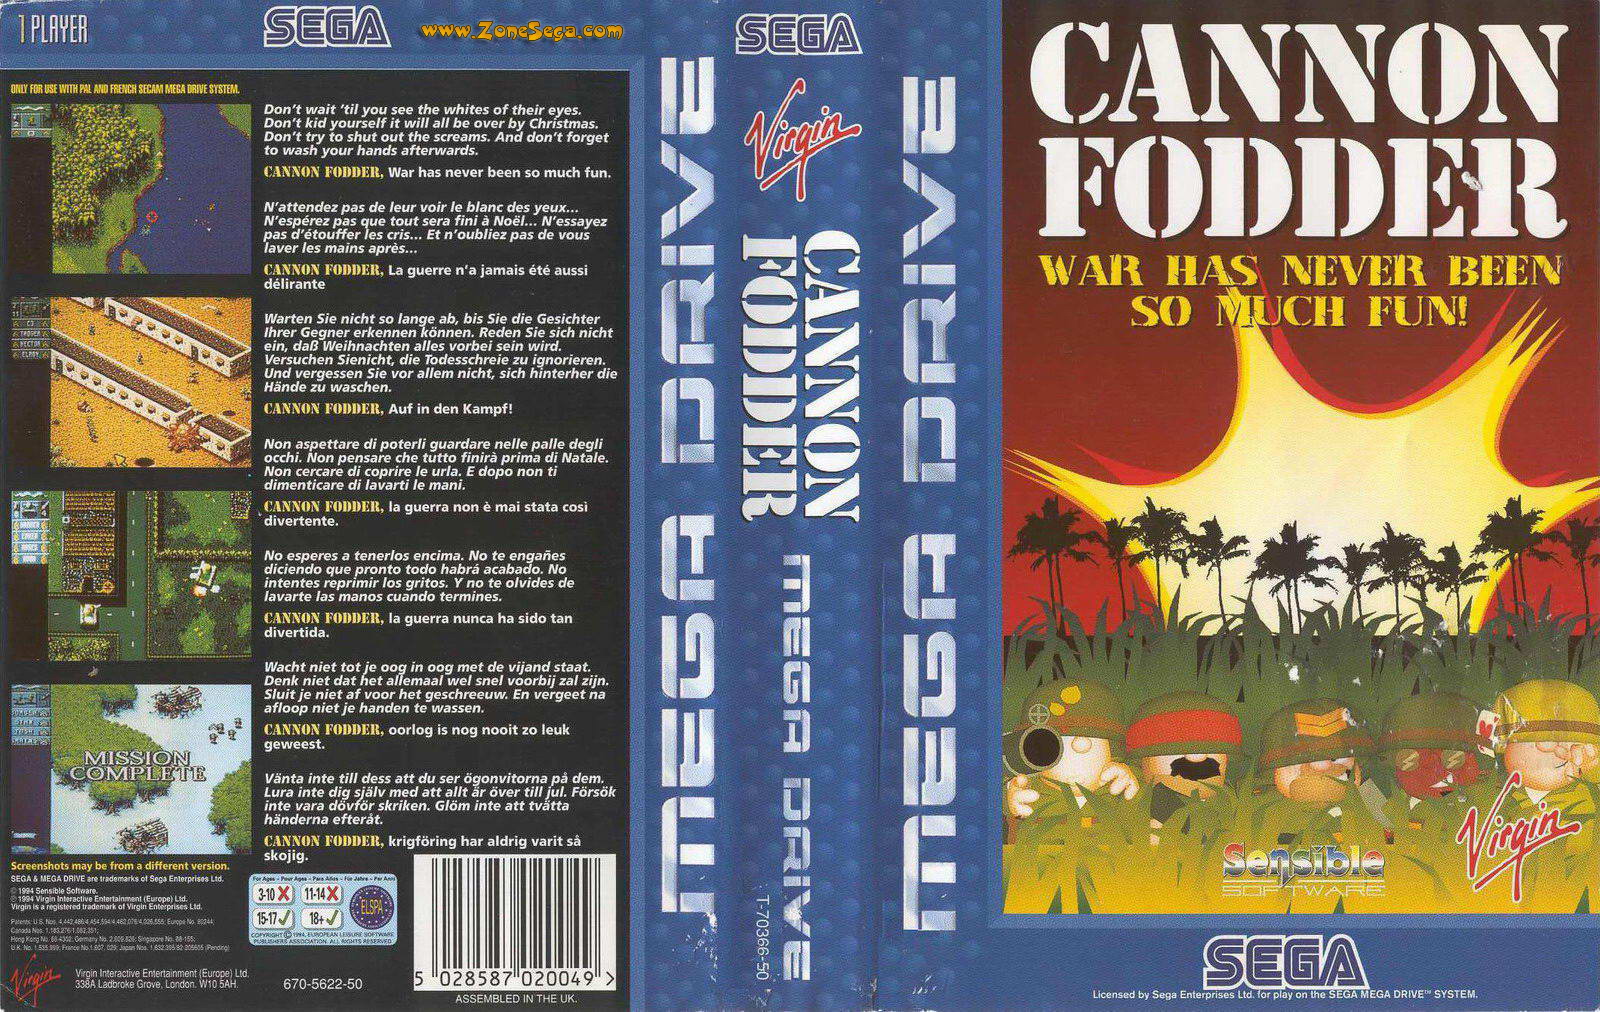 1 PLAYER
SEGA
www.ZoneSega.com
ONLY FOR USE WITH PAL AND FRENCH SECAM MEGA DRIVE SYSTEM.
Don't wait 'til you see the whites of their eyes.
Don't kid yourself it will all be over by Christmas.
Don't try to shut out the screams. And don't forget
to wash your hands afterwards.
CANNON FODDER, War has never been so much fun.
N'attendez pas de leur voir le blanc des yeux...
N'espérez pas que tout sera fini à Noël... N'essayez
pas d'étouffer les cris... Et n'oubliez pas de vous
laver les mains après...
CANNON FODDER, La guerre n'a jamais été aussi
délirante
Warten Sie nicht so lange ab, bis Sie die Gesichter
Ihrer Gegner erkennen können. Reden Sie sich nicht
ein, daß Weihnachten alles vorbei sein wird.
Versuchen Sienicht, die Todesschreie zu ignorieren.
Und vergessen Sie vor allem nicht, sich hinterher die
Hände zu waschen.
CANNON FODDER, Auf in den Kampf!
Non aspettare di poterli guardare nelle palle degli
occhi. Non pensare che tutto finirà prima di Natale.
Non cercare di coprire le urla. E dopo non ti
dimenticare di lavarti le mani.
CANNON FODDER, la guerra non è mai stata così
divertente.
No esperes a tenerlos encima. No te engañes
diciendo que pronto todo habrá acabado. No
intentes reprimir los gritos. Y no te olvides de
lavarte las manos cuando termines.
CANNON FODDER, la guerra nunca ha sido tan
divertida.
Wacht niet tot je oog in oog met de vijand staat.
Denk niet dat het allemaal wel snel voorbij zal zijn.
Sluit je niet af voor het geschreeuw. En vergeet na
afloop niet je handen te wassen.
CANNON FODDER, oorlog is nog nooit zo leuk
geweest.
Vänta inte till dess att du ser ögonvitorna på dem.
Lura inte dig själv med att allt är över till jul. Försök
inte vara dövför skriken. Glöm inte att tvätta
händerna efteråt.
CANNON FODDER, krigföring har aldrig varit så
skojig.
MISSION
COMPLETE
Screenshots may be from a different version.
SEGA & MEGA DRIVE are trademarks of Sega Enterprises Ltd.
© 1994 Sensible Software.
© 1994 Virgin Interactive Entertainment (Europe) Ltd.
Virgin is a registered trademark of Virgin Enterprises Ltd.
Virgin
Virgin Interactive Entertainment (Europe) Ltd.
338A Ladbroke Grove, London. W10 5AH.
For Ages – Pour Ages – Para Años – Für Jahre – Per Anni
3-10 11-14
15-17 18+
ELSPA
COPYRIGHT © 1994, EUROPEAN LEISURE SOFTWARE
PUBLISHERS ASSOCIATION. ALL RIGHTS RESERVED
670-5622-50
5 028587 020049 >
ASSEMBLED IN THE UK.
MEGA DRIVE
SEGA
Virgin
CANNON
FODDER
MEGA DRIVE
T-70366-50
MEGA DRIVE
CANNON
FODDER
WAR HAS NEVER BEEN
SO MUCH FUN!
Sensible
SOFTWARE
Virgin
SEGA
Licensed by Sega Enterprises Ltd. for play on the SEGA MEGA DRIVE™ SYSTEM.